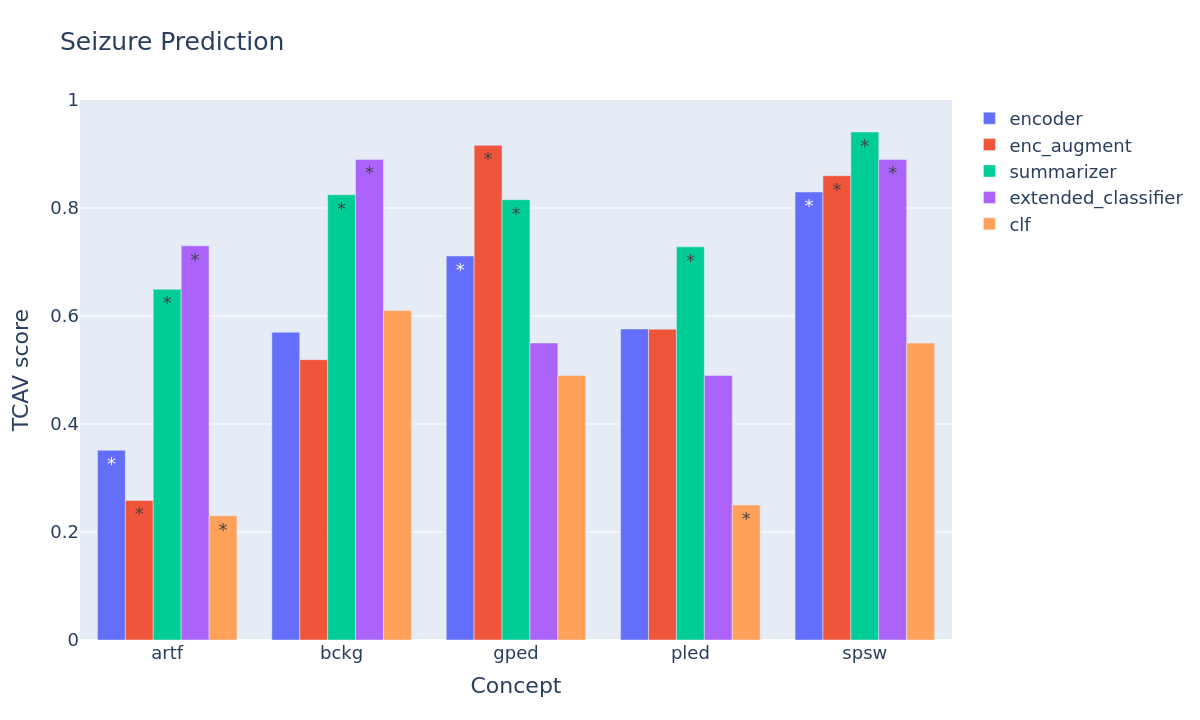 Seizure Prediction
1
0.8
0.6
0.4
0.2
0
TCAV score
* * * * *
* *
* * *
* *
* * * *
artf bckg gped pled spsw
Concept
encoder
enc_augment
summarizer
extended_classifier
clf